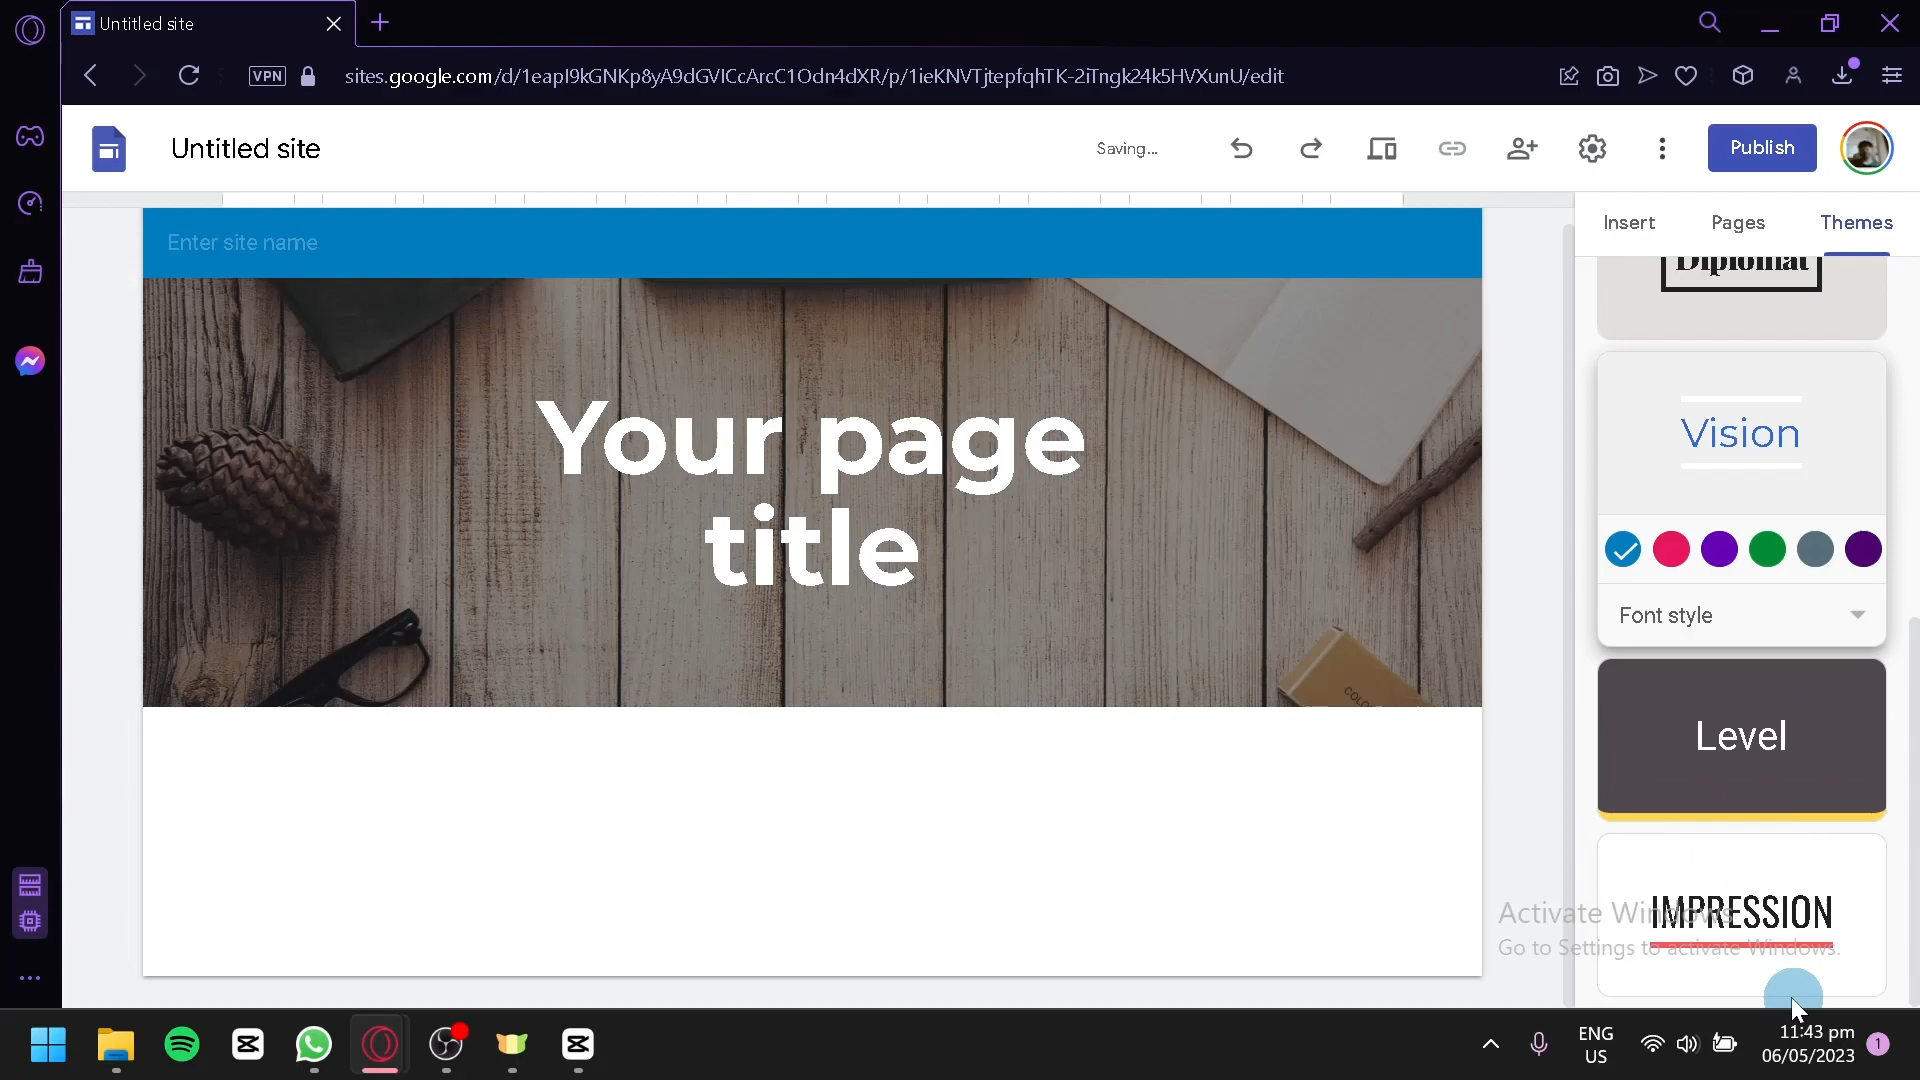 Untitled site
VPN
sites.google.com/d/1eapI9kGNKp8yA9dGVICcArcC1Odn4dXR/p/1ieKNVTjtepfqhTK-2iTngk24k5HVXunU/edit
Untitled site
Saving...
Publish
Insert
Pages
Themes
Enter site name
Your page
title
COLO
Diplomat
Vision
Font style
Level
IMPRESSION
Activate Windows
Go to Settings to activate Windows.
ENG
US
11:43 pm
06/05/2023
1